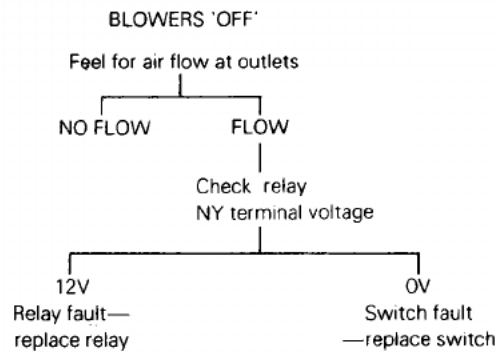 BLOWERS 'OFF'
Feel for air flow at outlets
NO FLOW
FLOW
Check relay
NY terminal voltage
12V
Relay fault—
replace relay
0V
Switch fault
—replace switch